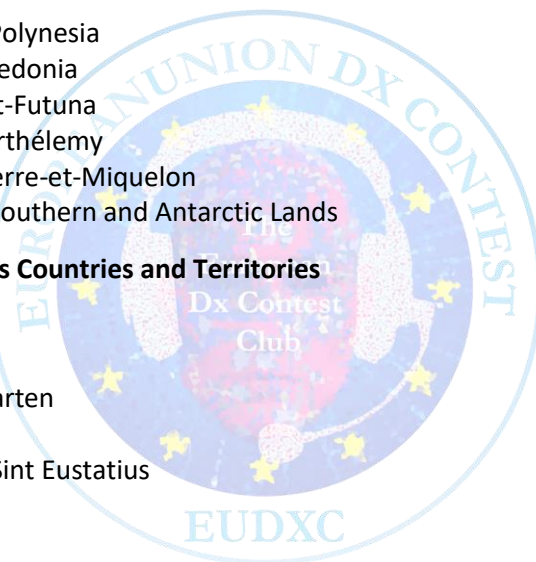 Polynesia
edonia
t-Futuna
rthélemy
erre-et-Miquelon
outhern and Antarctic Lands
s Countries and Territories
arten
Sint Eustatius
EUROPEANUNION DX CONTEST
The
European
Dx Contest
Club
EUDXC